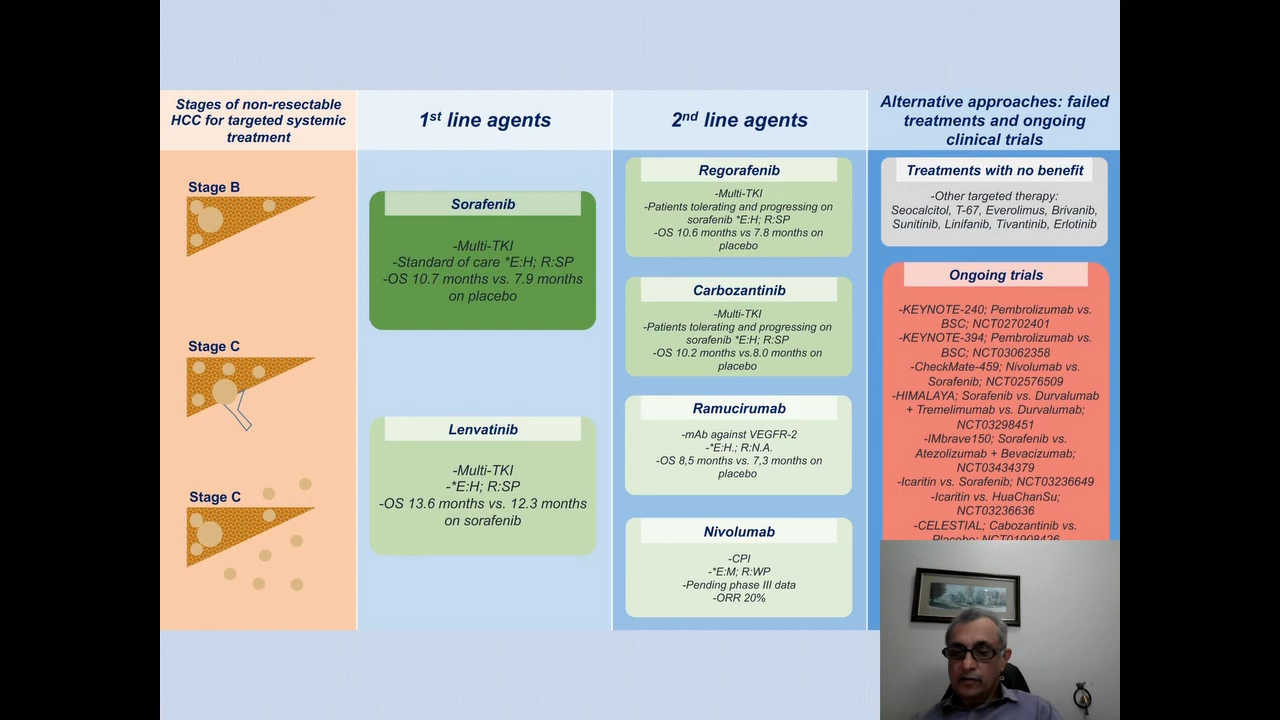 Stages of non-resectable
HCC for targeted systemic
treatment
Stage B
Stage C
Stage C
1st line agents
Sorafenib
-Multi-TKI
-Standard of care *E:H; R:SP
-OS 10.7 months vs. 7.9 months
on placebo
Lenvatinib
-Multi-TKI
-*E:H; R:SP
-OS 13.6 months vs. 12.3 months
on sorafenib
2nd line agents
Regorafenib
-Multi-TKI
-Patients tolerating and progressing on
sorafenib *E:H; R:SP
-OS 10.6 months vs 7.8 months on
placebo
Carbozantinib
-Multi-TKI
-Patients tolerating and progressing on
sorafenib *E:H; R:SP
-OS 10.2 months vs.8.0 months on
placebo
Ramucirumab
-mAb against VEGFR-2
-*E:H.; R:N.A.
-OS 8,5 months vs. 7,3 months on
placebo
Nivolumab
-CPI
-*E:M; R:WP
-Pending phase III data
-ORR 20%
Alternative approaches: failed
treatments and ongoing
clinical trials
Treatments with no benefit
-Other targeted therapy:
Seocalcitol, T-67, Everolimus, Brivanib,
Sunitinib, Linifanib, Tivantinib, Erlotinib
Ongoing trials
-KEYNOTE-240; Pembrolizumab vs.
BSC; NCT02702401
-KEYNOTE-394; Pembrolizumab vs.
BSC; NCT03062358
-CheckMate-459; Nivolumab vs.
Sorafenib; NCT02576509
-HIMALAYA; Sorafenib vs. Durvalumab
+ Tremelimumab vs. Durvalumab;
NCT03298451
-IMbrave150; Sorafenib vs.
Atezolizumab + Bevacizumab;
NCT03434379
-Icaritin vs. Sorafenib; NCT03236649
-Icaritin vs. HuaChanSu;
NCT03236636
-CELESTIAL; Cabozantinib vs.
Placebo; NCT01908426